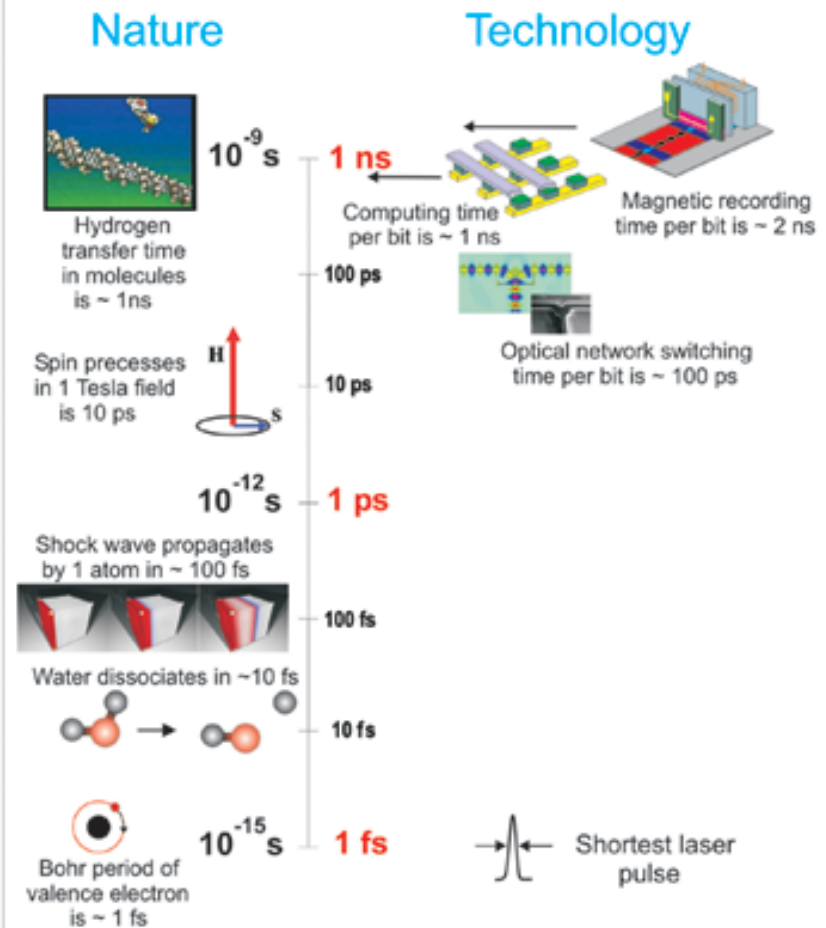 Nature
Technology
10⁻⁹s
1 ns
Hydrogen
transfer time
in molecules
is ~ 1ns
Computing time
per bit is ~ 1 ns
Magnetic recording
time per bit is ~ 2 ns
100 ps
Optical network switching
time per bit is ~ 100 ps
Spin precesses
in 1 Tesla field
is 10 ps
H
s
10 ps
10⁻¹²s
1 ps
Shock wave propagates
by 1 atom in ~ 100 fs
100 fs
Water dissociates in ~10 fs
10 fs
10⁻¹⁵s
1 fs
Bohr period of
valence electron
is ~ 1 fs
Shortest laser
pulse